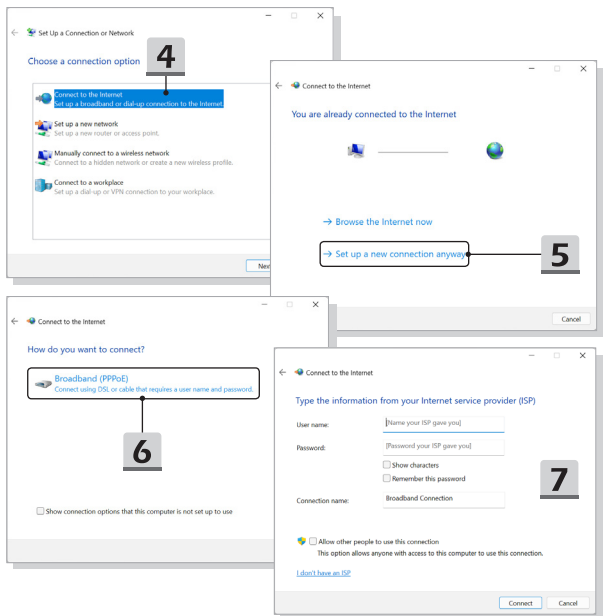 Set Up a Connection or Network
Choose a connection option
4
Connect to the Internet
Set up a broadband or dial-up connection to the Internet.
Set up a new network
Set up a new router or access point.
Manually connect to a wireless network
Connect to a hidden network or create a new wireless profile.
Connect to a workplace
Set up a dial-up or VPN connection to your workplace.
Nex
Connect to the Internet
You are already connected to the Internet
→ Browse the Internet now
→ Set up a new connection anyway
5
Cancel
Connect to the Internet
How do you want to connect?
Broadband (PPPoE)
Connect using DSL or cable that requires a user name and password.
6
Show connection options that this computer is not set up to use
Connect to the Internet
Type the information from your Internet service provider (ISP)
User name:
[Name your ISP gave you]
Password:
[Password your ISP gave you]
Show characters
Remember this password
7
Connection name:
Broadband Connection
Allow other people to use this connection
This option allows anyone with access to this computer to use this connection.
I don't have an ISP
Connect
Cancel